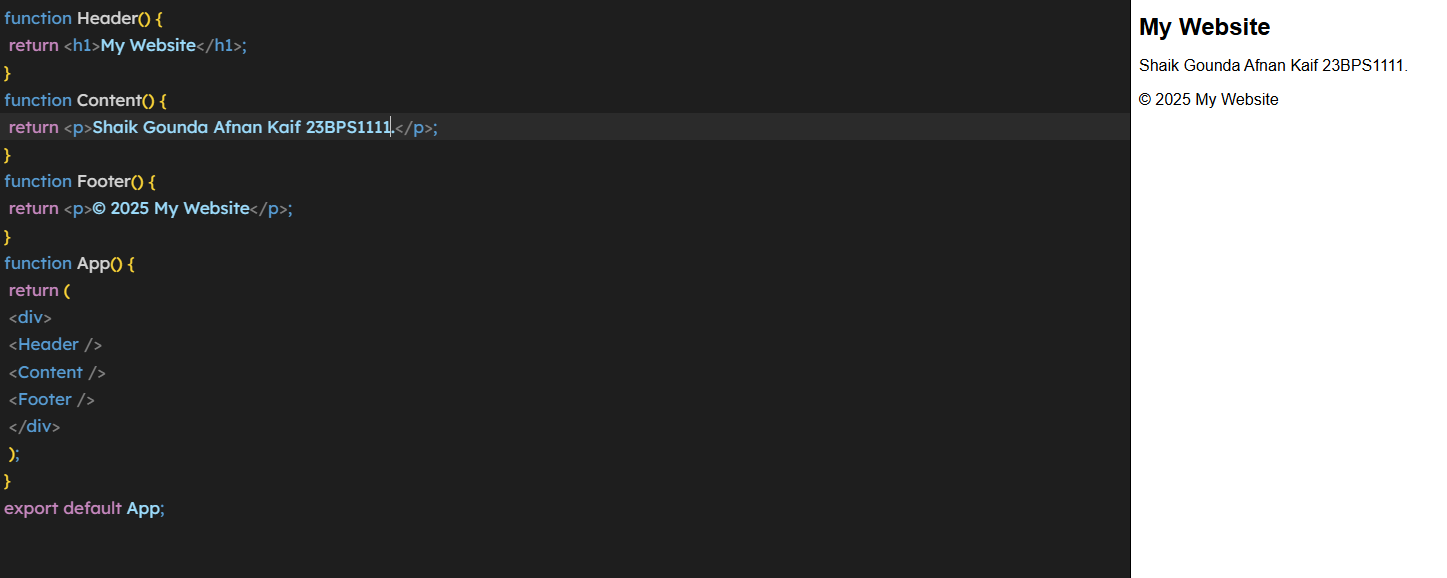 function Header() {
 return <h1>My Website</h1>;
}
function Content() {
 return <p>Shaik Gounda Afnan Kaif 23BPS1111.</p>;
}
function Footer() {
 return <p>© 2025 My Website</p>;
}
function App() {
 return (
 <div>
 <Header />
 <Content />
 <Footer />
 </div>
 );
}
export default App;
My Website
Shaik Gounda Afnan Kaif 23BPS1111.
© 2025 My Website